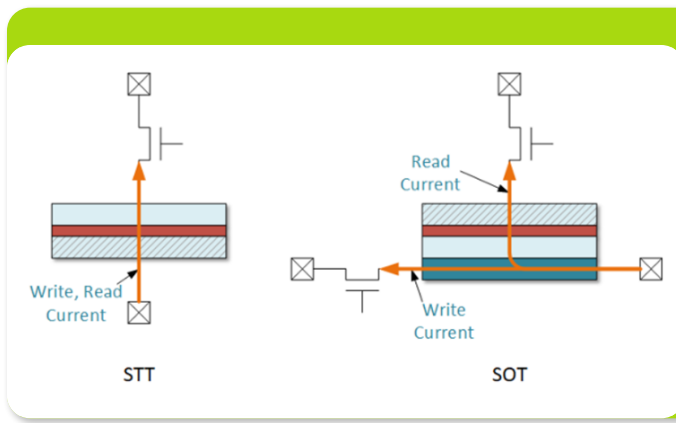 Write, Read
Current
STT
Read
Current
Write
Current
SOT